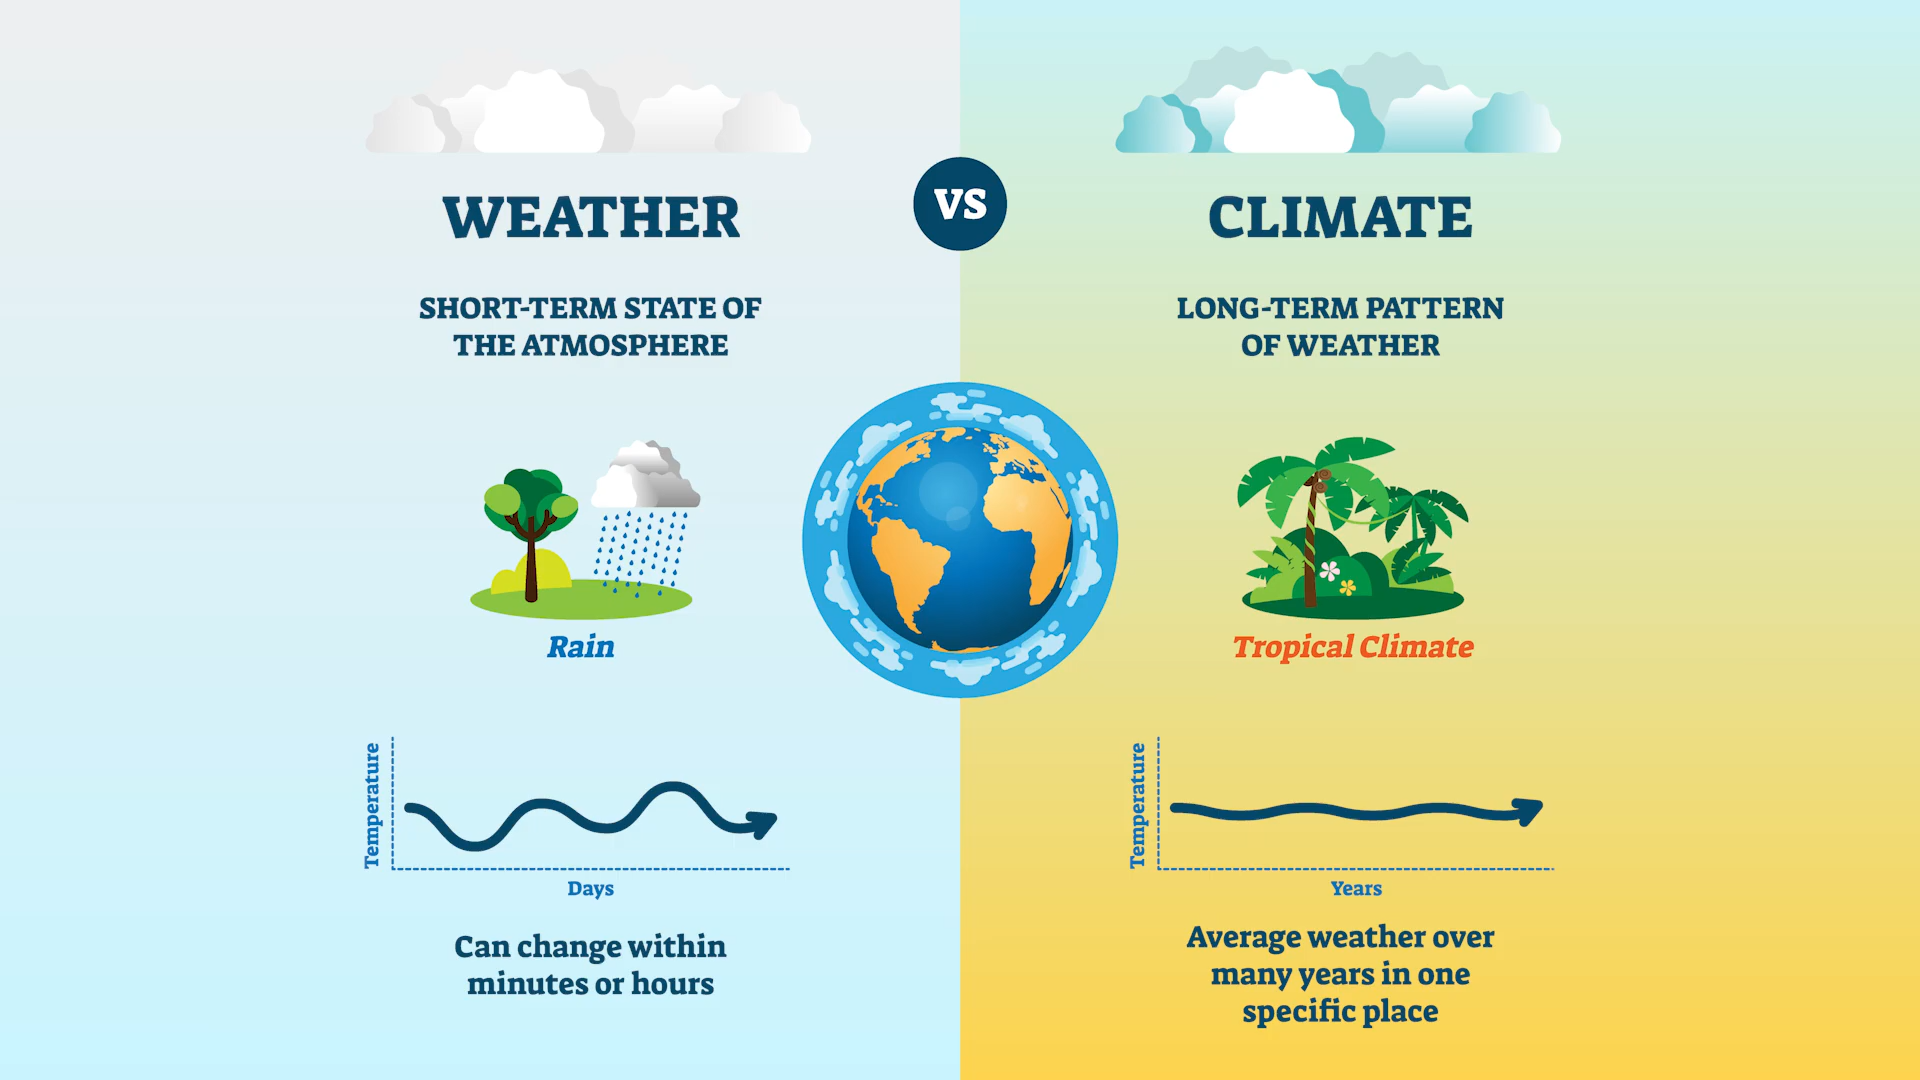 WEATHER
VS
CLIMATE
SHORT-TERM STATE OF
THE ATMOSPHERE
LONG-TERM PATTERN
OF WEATHER
Rain
Tropical Climate
Temperature
Days
Temperature
Years
Can change within
minutes or hours
Average weather over
many years in one
specific place